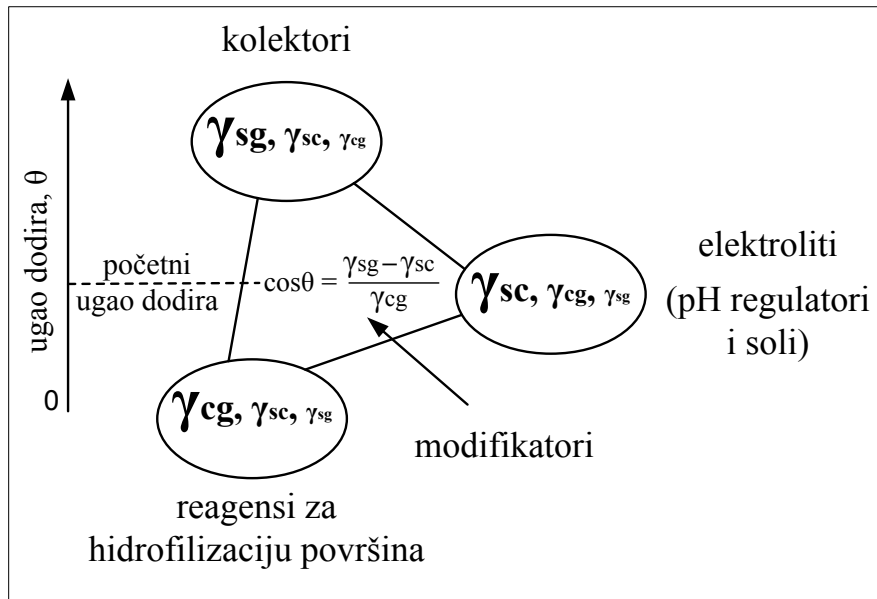 kolektori
γsg, γsc, γcg
ugao dodira, θ
početni
ugao dodira
cosθ = (γsg − γsc) / γcg
γsc, γcg, γsg
elektroliti
(pH regulatori
i soli)
0
γcg, γsc, γsg
modifikatori
reagensi za
hidrofilizaciju površina